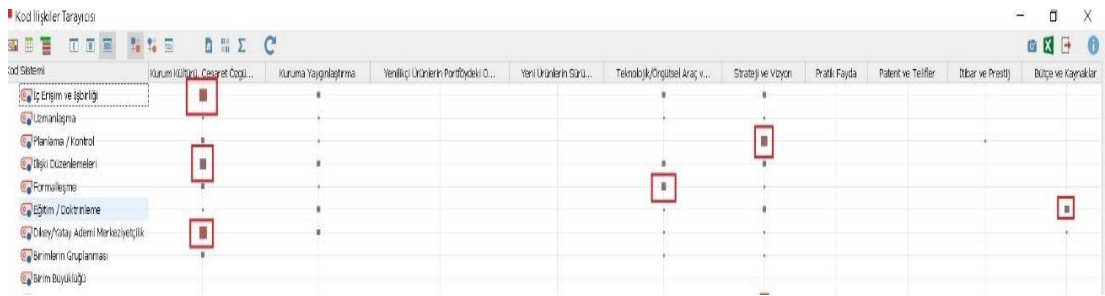 Kod İlişkiler Tarayıcısı
Kod Sistemi Kurum Kültürü, Cesaret Özgü... Kuruma Yaygınlaştırma Yenilikçi Ürünlerin Portföydeki O... Yeni Ürünlerin Sürü... Teknolojik/Örgütsel Araç v... Strateji ve Vizyon Pratik Fayda Patent ve Telifler İtibar ve Prestij Bütçe ve Kaynaklar
İç Erişim ve İşbirliği
Uzmanlaşma
Planlama / Kontrol
İlişki Düzenlemeleri
Formalleşme
Eğitim / Doktrinleme
Dikey/Yatay Ademi Merkeziyetçilik
Birimlerin Gruplanması
Birim Büyüklüğü